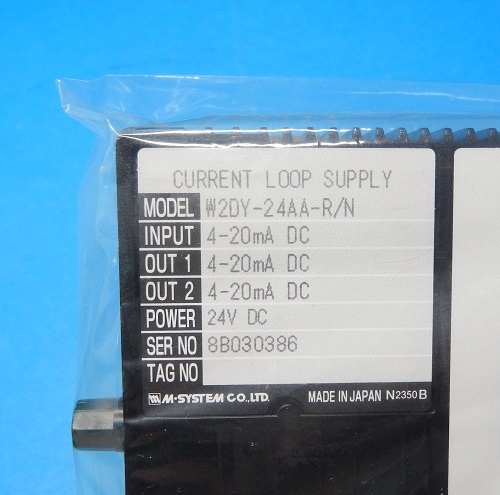 CURRENT LOOP SUPPLY
MODEL W2DY-24AA-R/N
INPUT 4-20mA DC
OUT 1 4-20mA DC
OUT 2 4-20mA DC
POWER 24V DC
SER NO 8B030386
TAG NO
M-SYSTEM CO.,LTD. MADE IN JAPAN N2350B